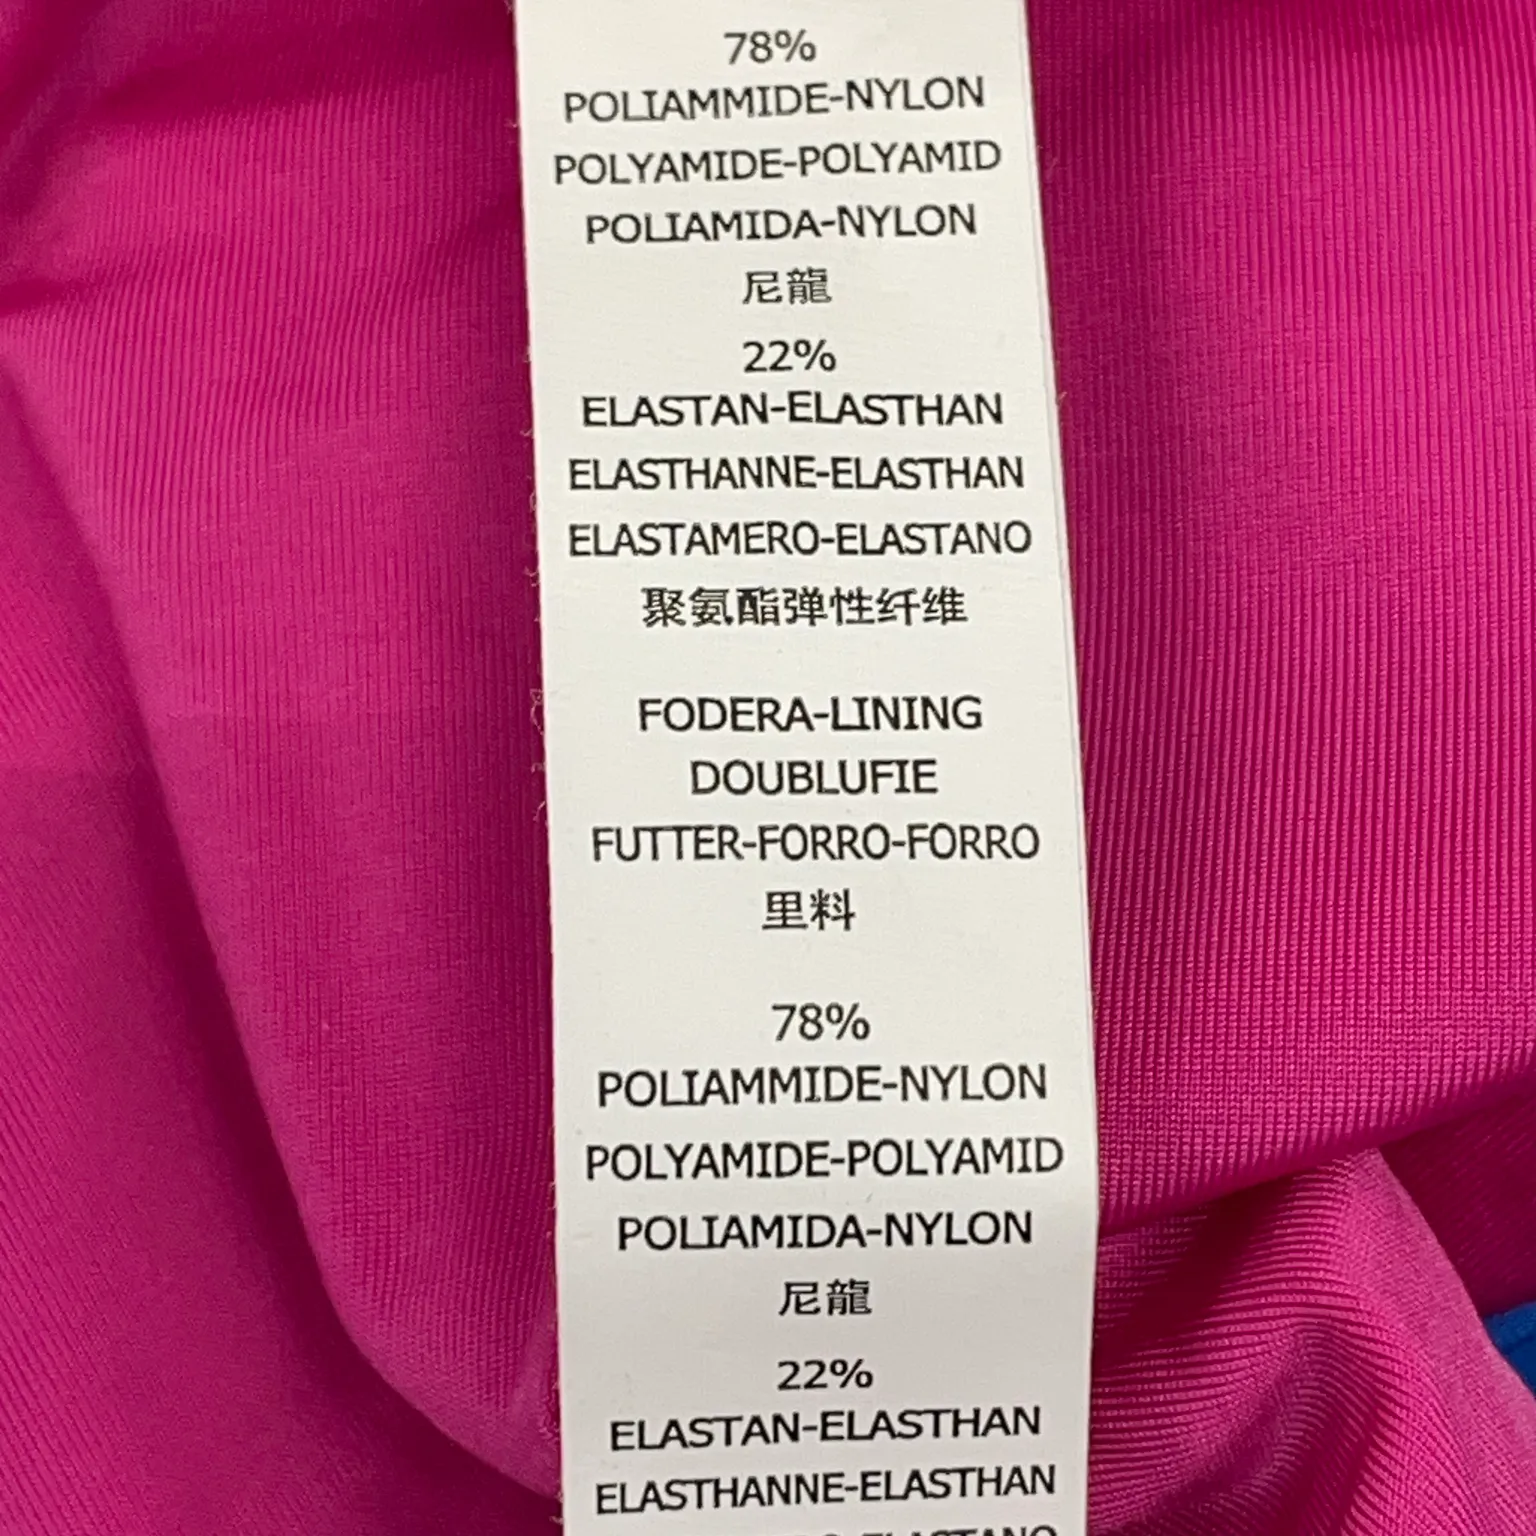 78%
POLIAMMIDE-NYLON
POLYAMIDE-POLYAMID
POLIAMIDA-NYLON
尼龍
22%
ELASTAN-ELASTHAN
ELASTHANNE-ELASTHAN
ELASTAMERO-ELASTANO
聚氨酯弹性纤维
FODERA-LINING
DOUBLUFIE
FUTTER-FORRO-FORRO
里料
78%
POLIAMMIDE-NYLON
POLYAMIDE-POLYAMID
POLIAMIDA-NYLON
尼龍
22%
ELASTAN-ELASTHAN
ELASTHANNE-ELASTHAN